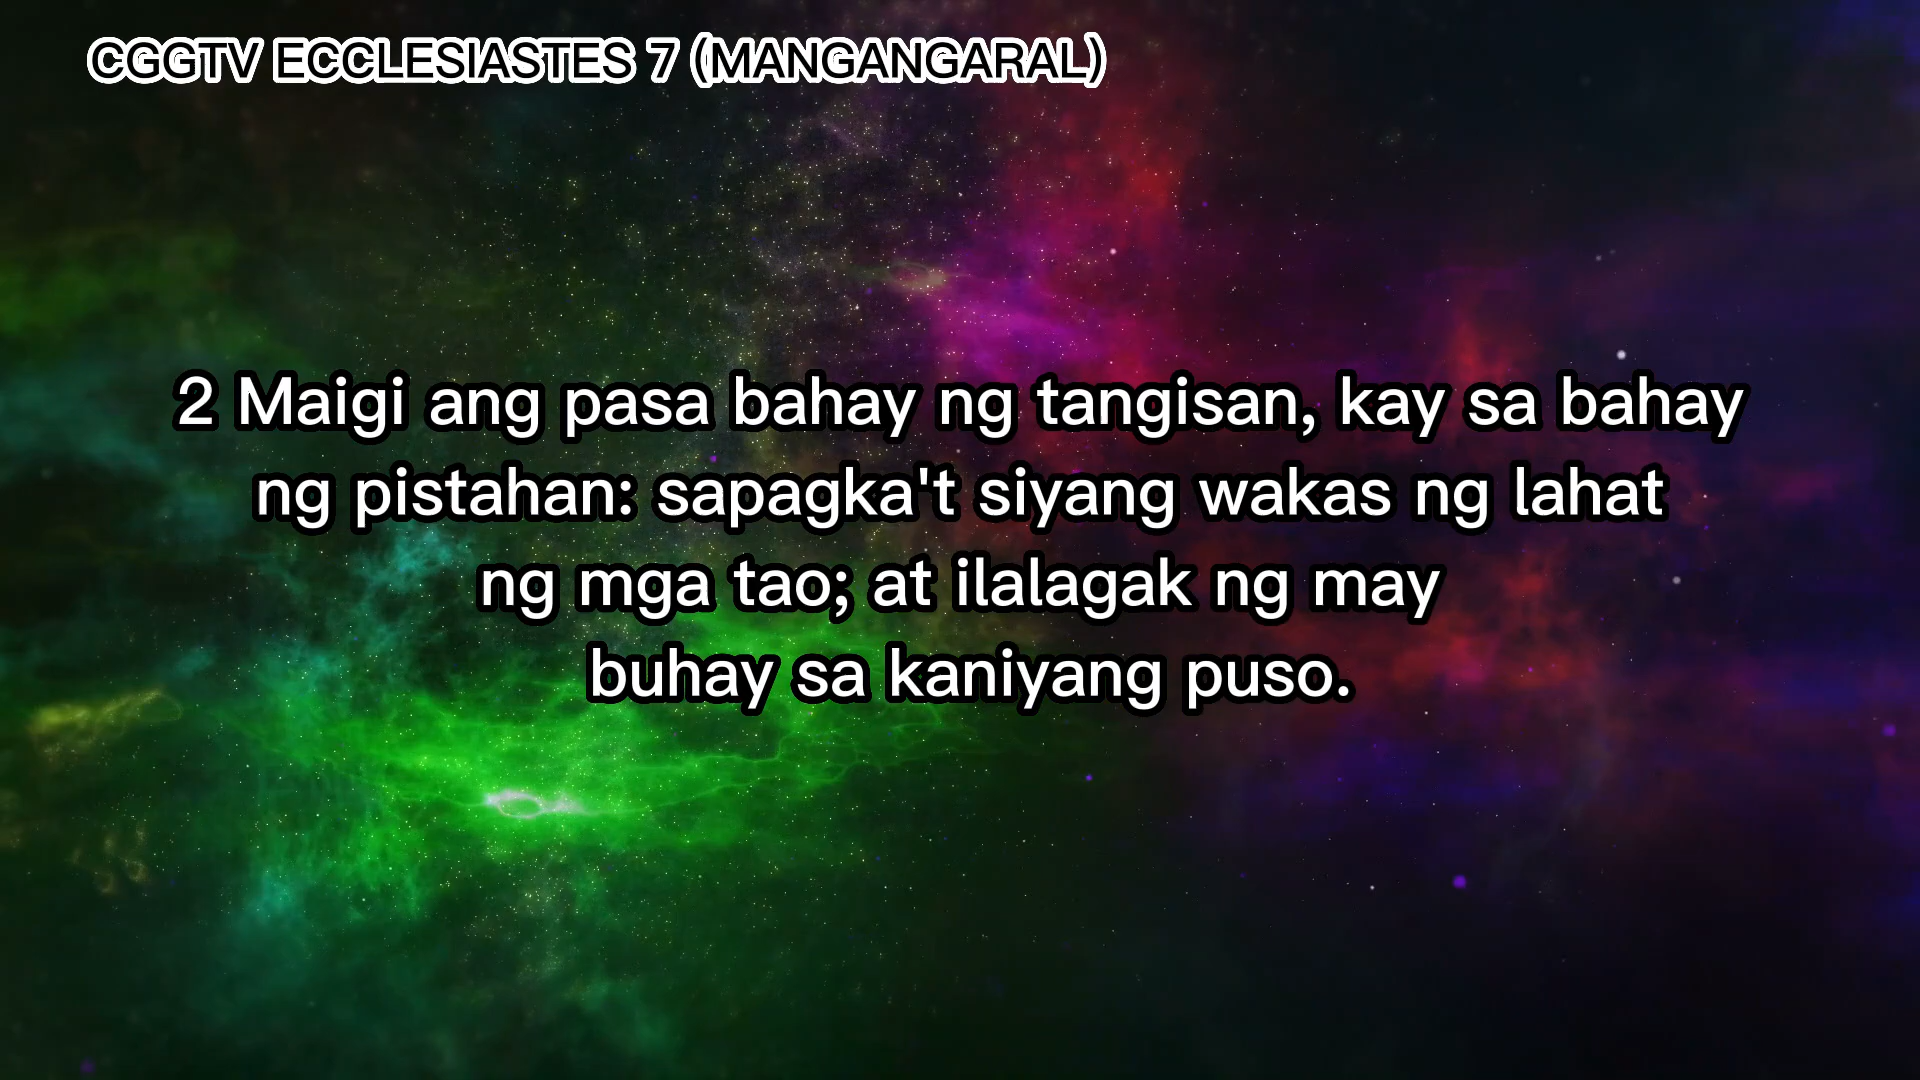 CGGTV ECCLESIASTES 7 (MANGANGARAL)
2 Maigi ang pasa bahay ng tangisan, kay sa bahay
ng pistahan: sapagka't siyang wakas ng lahat
ng mga tao; at ilalagak ng may
buhay sa kaniyang puso.